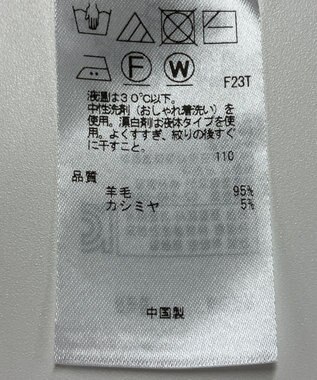 F W F23T
液温は30℃以下。
中性洗剤(おしゃれ着洗い)を
使用。漂白剤は液体タイプを使
用。よくすすぎ、絞りの後すぐ
に干すこと。
110
品質
羊毛 95%
カシミヤ 5%
中国製